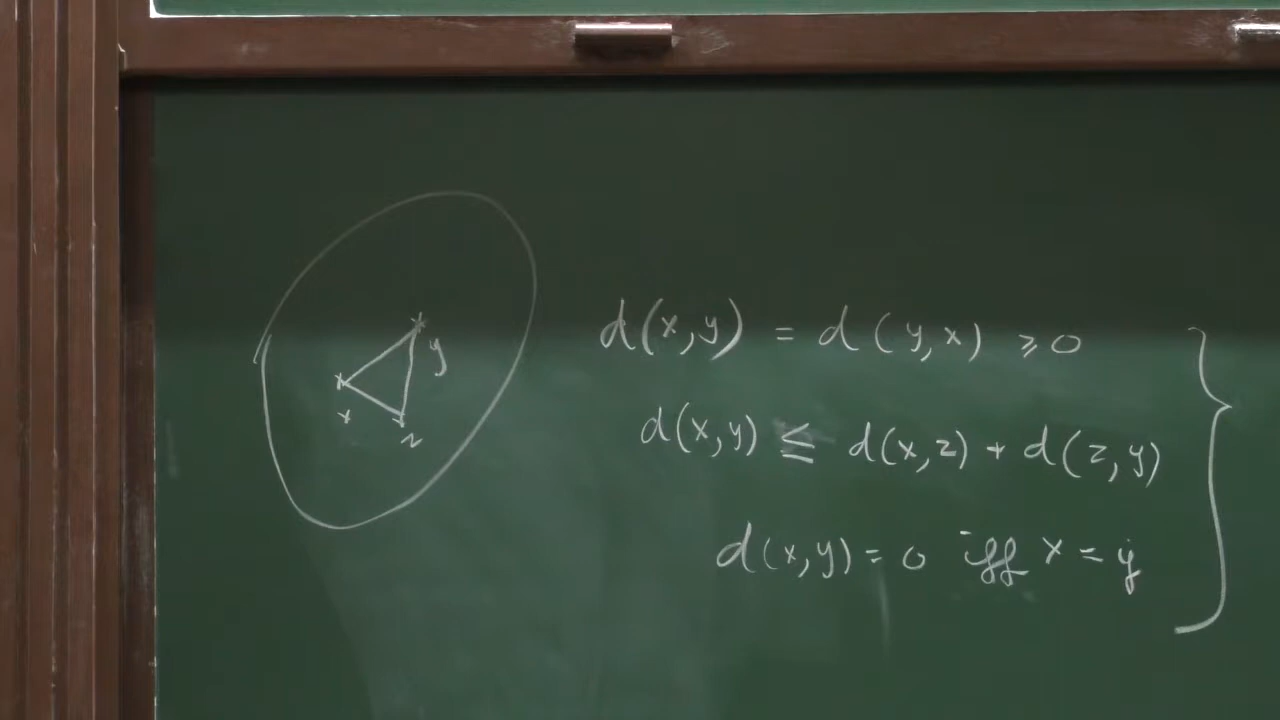 y
x
z
d(x,y) = d(y,x) ⩾ 0
d(x,y) ≦ d(x,z) + d(z,y)
d(x,y) = 0 iff x = y